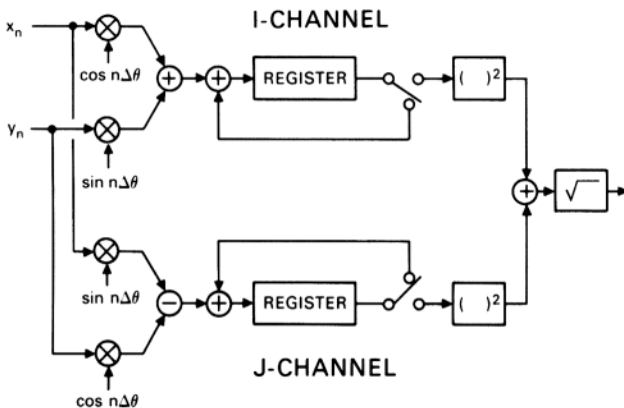 I-CHANNEL
xn
cos nΔθ
REGISTER
( )²
yn
sin nΔθ
√
sin nΔθ
REGISTER
( )²
cos nΔθ
J-CHANNEL